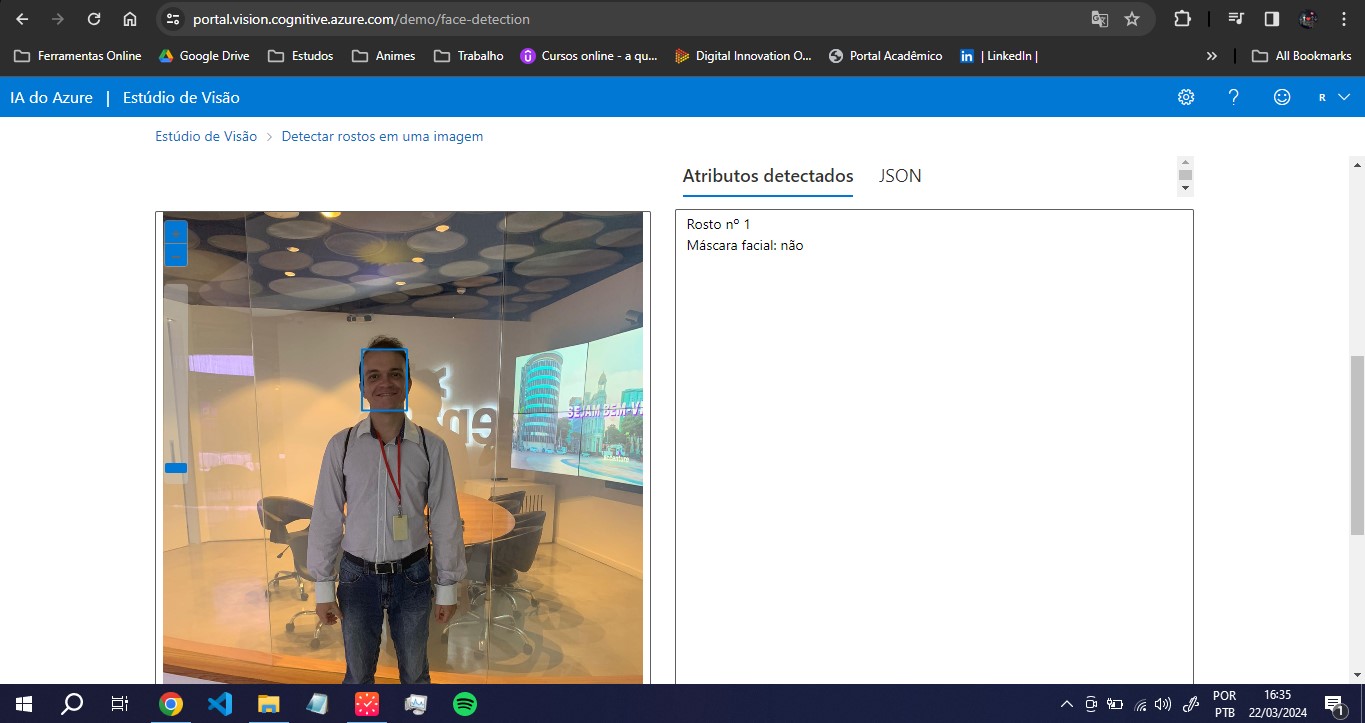 portal.vision.cognitive.azure.com/demo/face-detection
Ferramentas Online
Google Drive
Estudos
Animes
Trabalho
Cursos online - a qu...
Digital Innovation O...
Portal Acadêmico
| LinkedIn |
»
All Bookmarks
IA do Azure | Estúdio de Visão
?
R
Estúdio de Visão > Detectar rostos em uma imagem
Atributos detectados
JSON
Rosto nº 1
Máscara facial: não
SEJAM BEM-VI
accenture
POR
PTB
16:35
22/03/2024
1